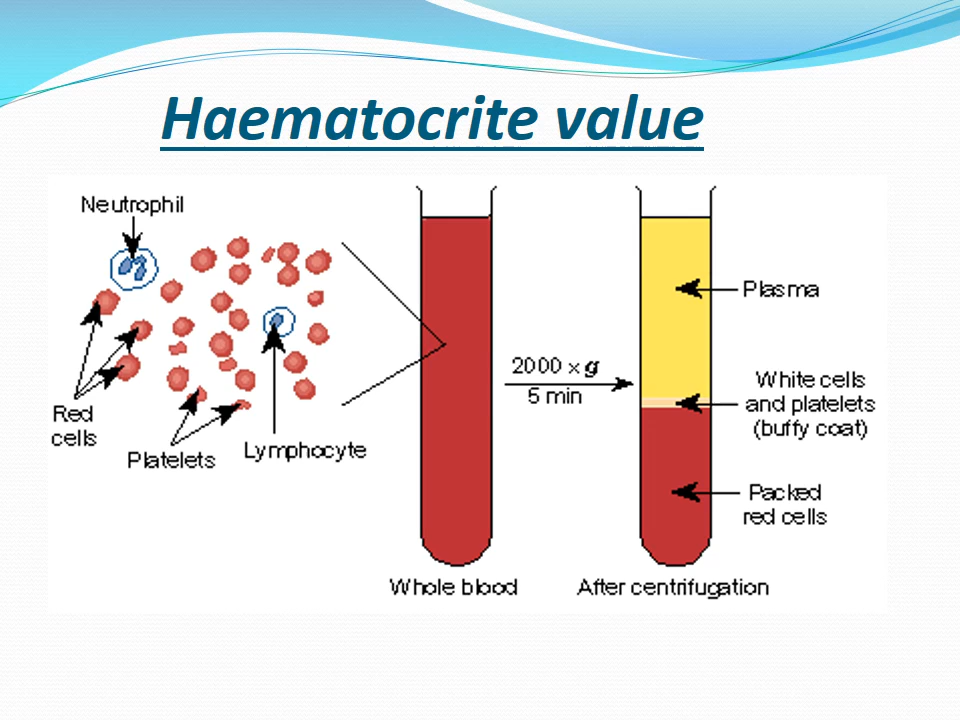 Haematocrite value
Neutrophil
Red
cells
Platelets
Lymphocyte
2000 × g
5 min
Whole blood
Plasma
White cells
and platelets
(buffy coat)
Packed
red cells
After centrifugation